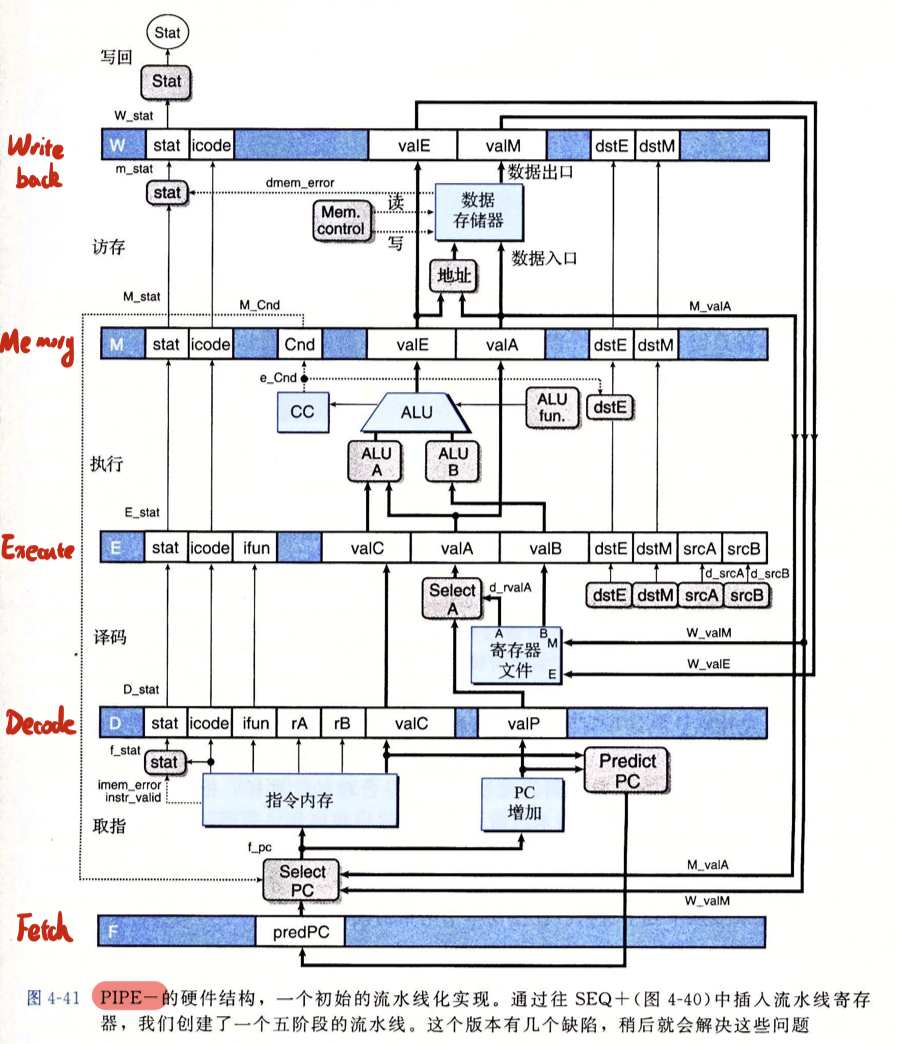 Stat
写回
Stat
W_stat
Write back
W stat icode valE valM dstE dstM
m_stat
数据出口
stat
dmem_error
读
数据
存储器
Mem.
control
写
访存
数据入口
地址
M_stat
M_Cnd
M_valA
Memory
M stat icode Cnd valE valA dstE dstM
e_Cnd
CC
ALU
ALU
fun.
dstE
ALU
A
ALU
B
执行
E_stat
Execute
E stat icode ifun valC valA valB dstE dstM srcA srcB
d_srcA d_srcB
Select
A
d_rvalA
dstE dstM srcA srcB
A B
M
寄存器
文件
E
W_valM
W_valE
译码
D_stat
Decode
D stat icode ifun rA rB valC valP
f_stat
stat
Predict
PC
imem_error
instr_valid
指令内存
PC
增加
取指
f_pc
Select
PC
M_valA
W_valM
Fetch
F predPC
图 4-41 PIPE－的硬件结构，一个初始的流水线化实现。通过往 SEQ+(图 4-40)中插入流水线寄存
器，我们创建了一个五阶段的流水线。这个版本有几个缺陷，稍后就会解决这些问题